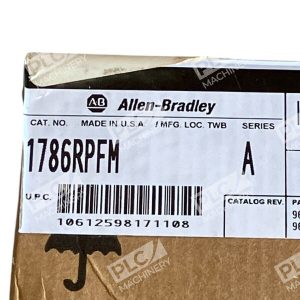 AB Allen-Bradley
CAT. NO. MADE IN U.S.A. / MFG. LOC. TWB SERIES
1786RPFM A
U.P.C.
10612598171108
CATALOG REV.
PLC MACHINERY